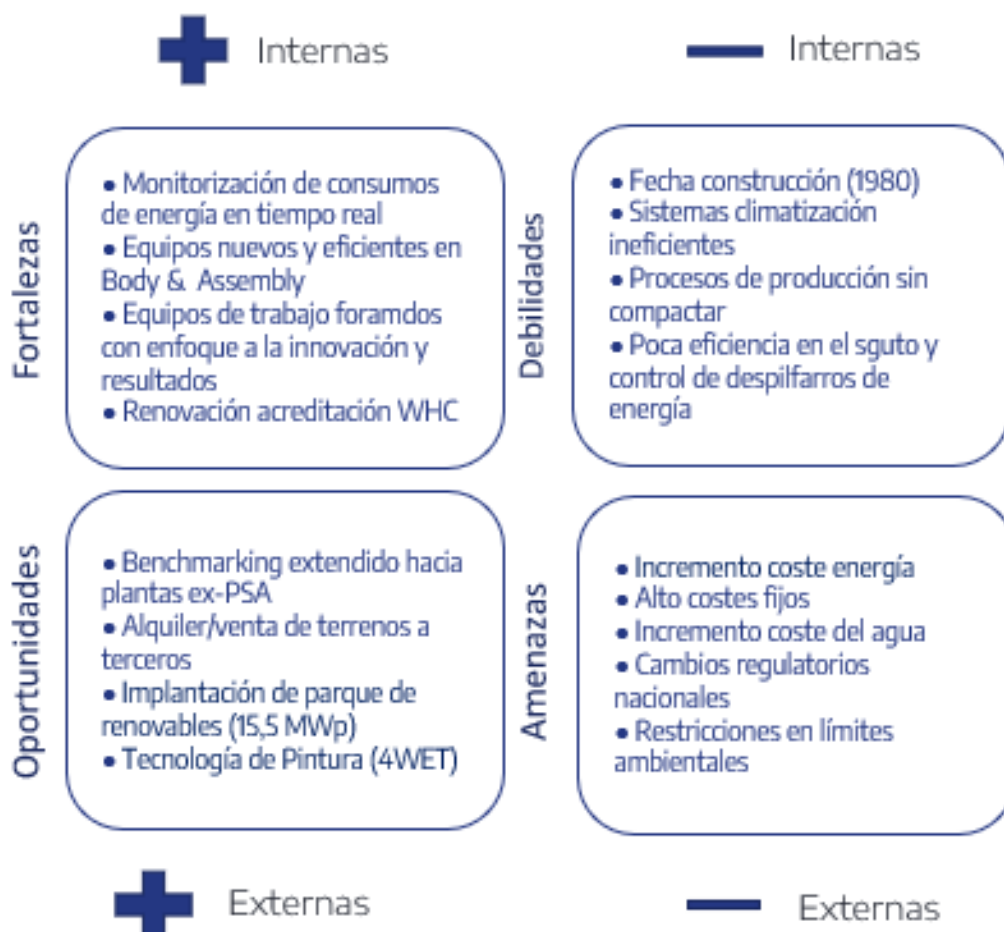 Internas
Internas
Fortalezas
• Monitorización de consumos
de energía en tiempo real
• Equipos nuevos y eficientes en
Body & Assembly
• Equipos de trabajo foramdos
con enfoque a la innovación y
resultados
• Renovación acreditación WHC
Debilidades
• Fecha construcción (1980)
• Sistemas climatización
ineficientes
• Procesos de producción sin
compactar
• Poca eficiencia en el sguto y
control de despilfarros de
energía
Oportunidades
• Benchmarking extendido hacia
plantas ex-PSA
• Alquiler/venta de terrenos a
terceros
• Implantación de parque de
renovables (15,5 MWp)
• Tecnología de Pintura (4WET)
Amenazas
• Incremento coste energía
• Alto costes fijos
• Incremento coste del agua
• Cambios regulatorios
nacionales
• Restricciones en límites
ambientales
Externas
Externas